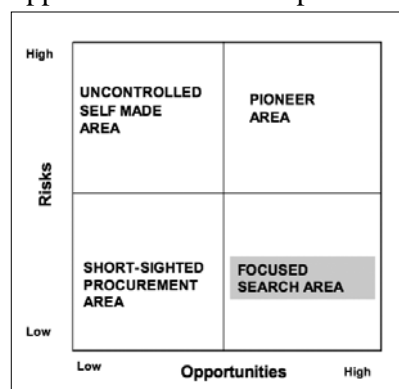 High
UNCONTROLLED
SELF MADE
AREA
PIONEER
AREA
Risks
SHORT-SIGHTED
PROCUREMENT
AREA
FOCUSED
SEARCH AREA
Low
Low
Opportunities
High